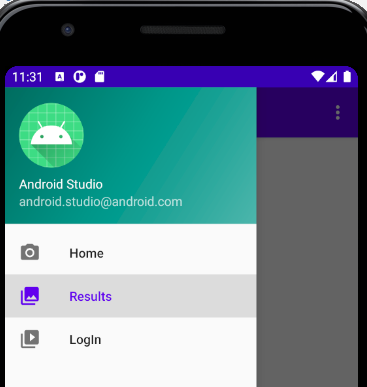 11:31
Android Studio
android.studio@android.com
Home
Results
LogIn